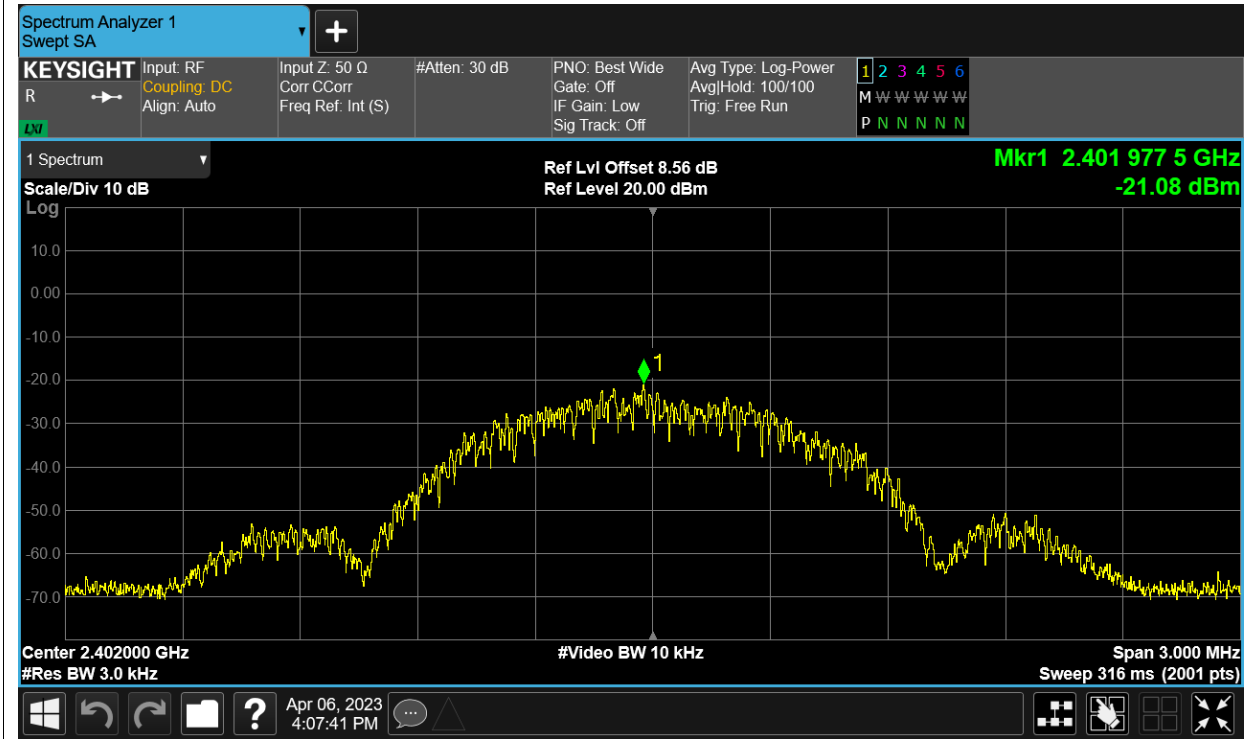 Spectrum Analyzer 1
Swept SA
KEYSIGHT
R
LXI
Input: RF
Coupling: DC
Align: Auto
Input Z: 50 Ω
Corr CCorr
Freq Ref: Int (S)
#Atten: 30 dB
PNO: Best Wide
Gate: Off
IF Gain: Low
Sig Track: Off
Avg Type: Log-Power
Avg|Hold: 100/100
Trig: Free Run
1 2 3 4 5 6
M W W W W W
P N N N N N
1 Spectrum
Scale/Div 10 dB
Log
Ref Lvl Offset 8.56 dB
Ref Level 20.00 dBm
Mkr1 2.401 977 5 GHz
-21.08 dBm
10.0
0.00
-10.0
1
-20.0
-30.0
-40.0
-50.0
-60.0
-70.0
Center 2.402000 GHz
#Res BW 3.0 kHz
#Video BW 10 kHz
Span 3.000 MHz
Sweep 316 ms (2001 pts)
?
Apr 06, 2023
4:07:41 PM